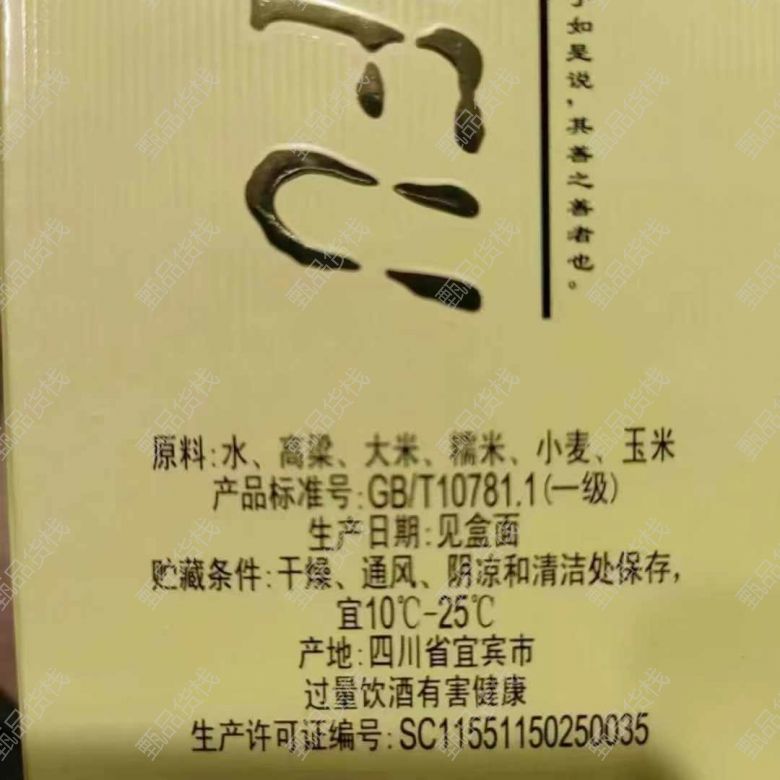 如是说，其善之善者也。
原料:水、高粱、大米、糯米、小麦、玉米
产品标准号:GB/T10781.1(一级)
生产日期:见盒面
贮藏条件:干燥、通风、阴凉和清洁处保存，
宜10℃-25℃
产地:四川省宜宾市
过量饮酒有害健康
生产许可证编号:SC11551150250035
甄品货栈